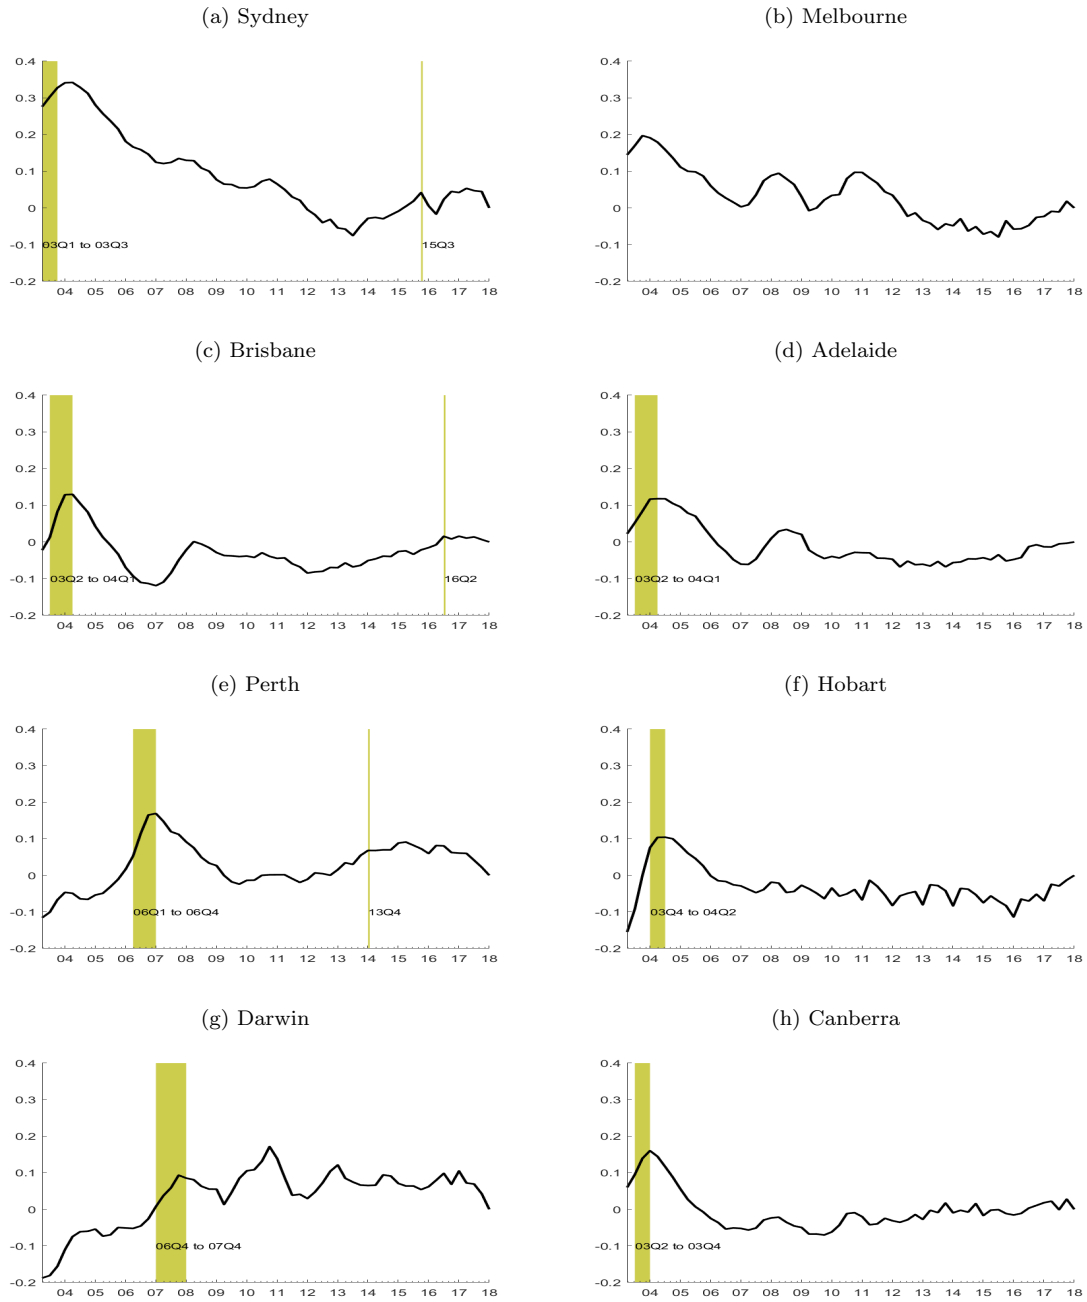 (a) Sydney
0.4
0.3
0.2
0.1
0
-0.1
-0.2
03Q1 to 03Q3
15Q3
04 05 06 07 08 09 10 11 12 13 14 15 16 17 18
(b) Melbourne
0.4
0.3
0.2
0.1
0
-0.1
-0.2
04 05 06 07 08 09 10 11 12 13 14 15 16 17 18
(c) Brisbane
0.4
0.3
0.2
0.1
0
-0.1
-0.2
03Q2 to 04Q1
16Q2
04 05 06 07 08 09 10 11 12 13 14 15 16 17 18
(d) Adelaide
0.4
0.3
0.2
0.1
0
-0.1
-0.2
03Q2 to 04Q1
04 05 06 07 08 09 10 11 12 13 14 15 16 17 18
(e) Perth
0.4
0.3
0.2
0.1
0
-0.1
-0.2
06Q1 to 06Q4
13Q4
04 05 06 07 08 09 10 11 12 13 14 15 16 17 18
(f) Hobart
0.4
0.3
0.2
0.1
0
-0.1
-0.2
03Q4 to 04Q2
04 05 06 07 08 09 10 11 12 13 14 15 16 17 18
(g) Darwin
0.4
0.3
0.2
0.1
0
-0.1
-0.2
06Q4 to 07Q4
04 05 06 07 08 09 10 11 12 13 14 15 16 17 18
(h) Canberra
0.4
0.3
0.2
0.1
0
-0.1
-0.2
03Q2 to 03Q4
04 05 06 07 08 09 10 11 12 13 14 15 16 17 18